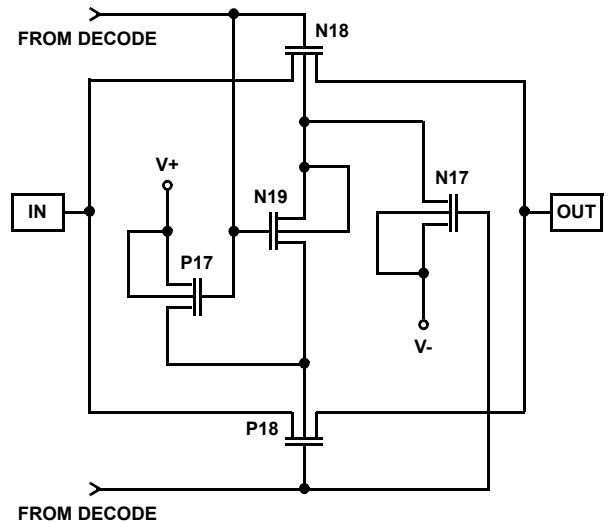 FROM DECODE
N18
V+
N19
N17
IN
OUT
P17
V-
P18
FROM DECODE